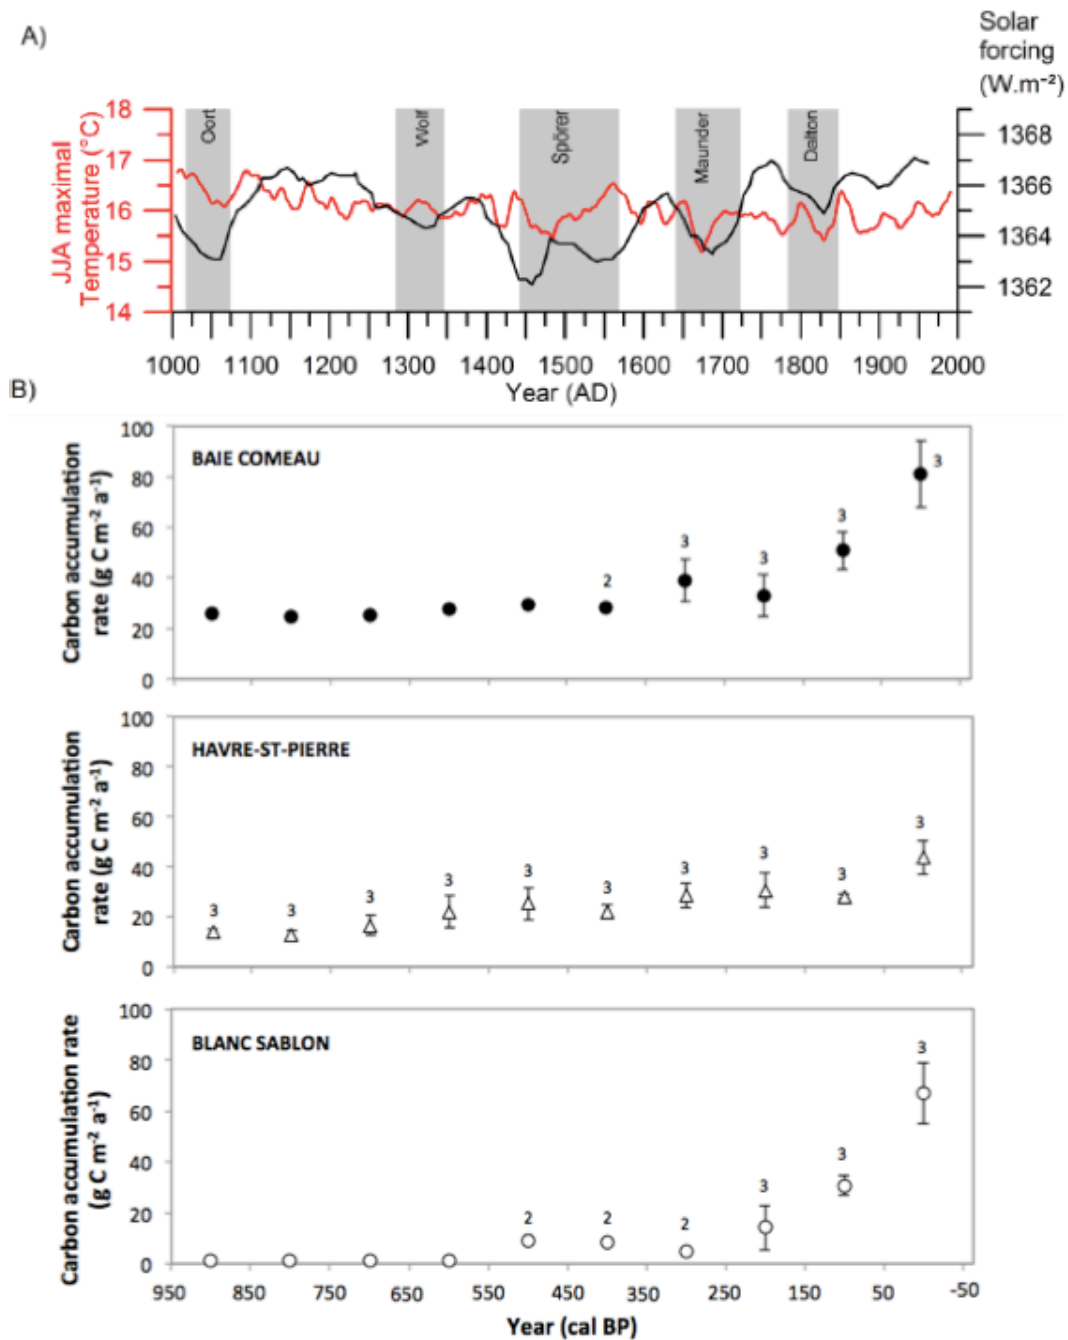 A)
Solar
forcing
(W.m⁻²)
JJA maximal
Temperature (°C)
18
17
16
15
14
Oort
Wolf
Spörer
Maunder
Dalton
1368
1366
1364
1362
1000 1100 1200 1300 1400 1500 1600 1700 1800 1900 2000
Year (AD)
B)
Carbon accumulation
rate (g C m⁻² a⁻¹)
100
80
60
40
20
0
BAIE COMEAU
2
3
3
3
3
Carbon accumulation
rate (g C m⁻² a⁻¹)
100
80
60
40
20
0
HAVRE-ST-PIERRE
3
3
3
3
3
3
3
3
3
3
Carbon accumulation rate
(g C m⁻² a⁻¹)
100
80
60
40
20
0
BLANC SABLON
2
2
2
3
3
3
950 850 750 650 550 450 350 250 150 50 -50
Year (cal BP)